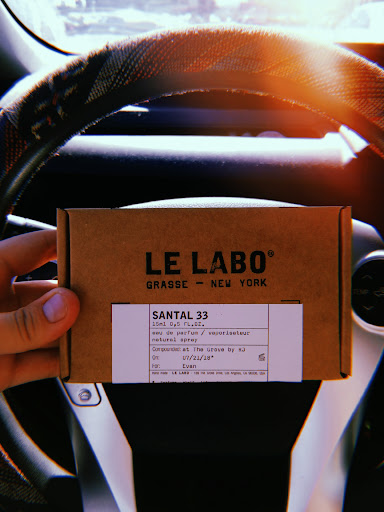 LE LABO®
GRASSE — NEW YORK
SANTAL 33
15ml 0,5 FL.OZ.
eau de parfum / vaporisateur
natural spray
Compounded at The Grove by AJ
On 07/21/18"
For Evan